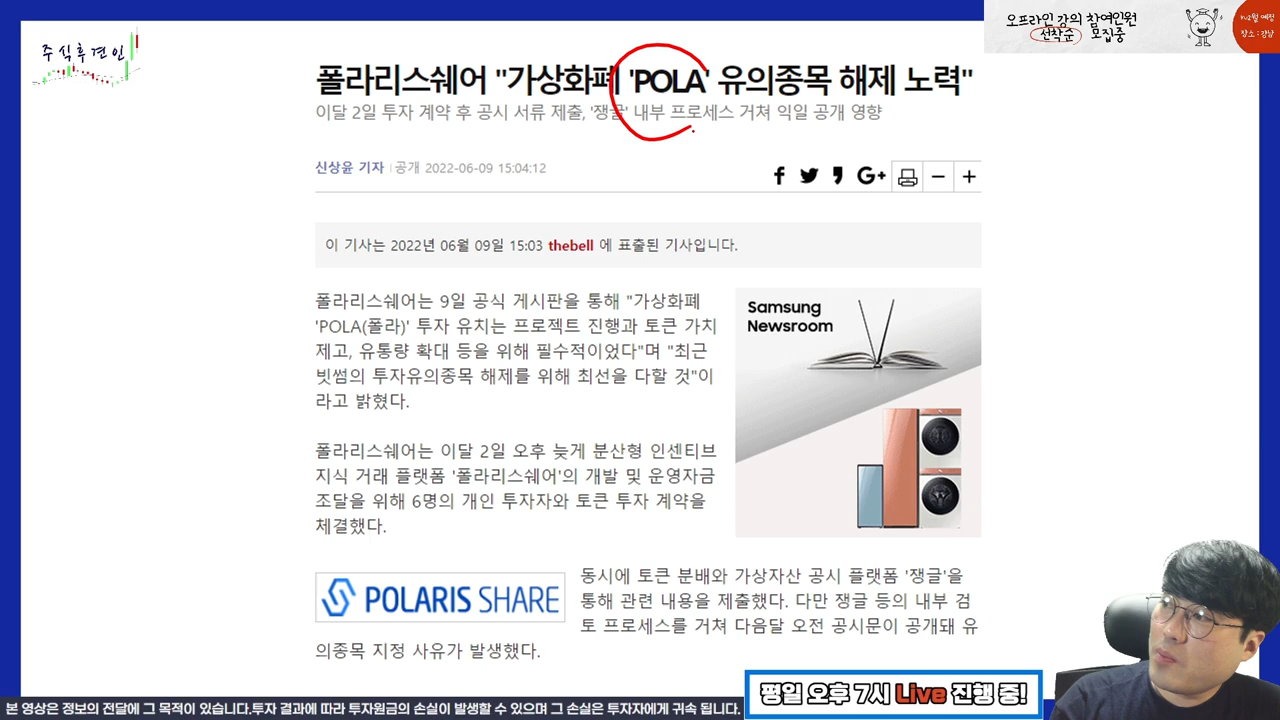 오프라인 강의 참여인원
선착순 모집중
11/12월 예정
장소 : 강남
주식후견인
폴라리스쉐어 "가상화폐 'POLA' 유의종목 해제 노력"
이달 2일 투자 계약 후 공시 서류 제출, '쟁글' 내부 프로세스 거쳐 익일 공개 영향
신상윤 기자 | 공개 2022-06-09 15:04:12
f G+ − +
이 기사는 2022년 06월 09일 15:03 thebell 에 표출된 기사입니다.
폴라리스쉐어는 9일 공식 게시판을 통해 "가상화폐
'POLA(폴라)' 투자 유치는 프로젝트 진행과 토큰 가치
제고, 유통량 확대 등을 위해 필수적이었다"며 "최근
빗썸의 투자유의종목 해제를 위해 최선을 다할 것"이
라고 밝혔다.
Samsung
Newsroom
폴라리스쉐어는 이달 2일 오후 늦게 분산형 인센티브
지식 거래 플랫폼 '폴라리스쉐어'의 개발 및 운영자금
조달을 위해 6명의 개인 투자자와 토큰 투자 계약을
체결했다.
POLARIS SHARE
동시에 토큰 분배와 가상자산 공시 플랫폼 '쟁글'을
통해 관련 내용을 제출했다. 다만 쟁글 등의 내부 검
토 프로세스를 거쳐 다음달 오전 공시문이 공개돼 유
의종목 지정 사유가 발생했다.
평일 오후 7시 Live 진행 중!
본 영상은 정보의 전달에 그 목적이 있습니다.투자 결과에 따라 투자원금의 손실이 발생할 수 있으며 그 손실은 투자자에게 귀속 됩니다.